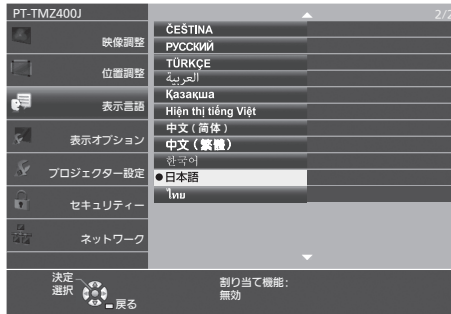 PT-TMZ400J
2/2
映像調整
位置調整
表示言語
表示オプション
プロジェクター設定
セキュリティー
ネットワーク
ČEŠTINA
РУССКИЙ
TÜRKÇE
العربية
Қазақша
Hiện thị tiếng Việt
中文(简体)
中文(繁體)
한국어
●日本語
ไทย
決定
選択
戻る
割り当て機能:
無効